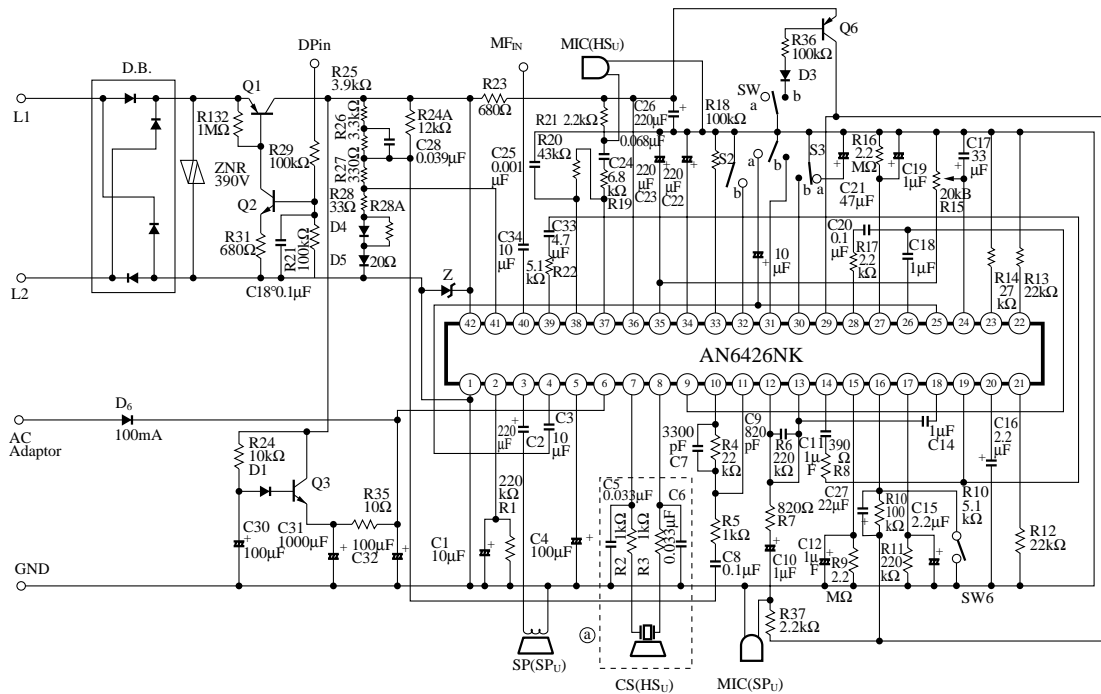 DPin
MF_IN
MIC(HS_U)
Q6
R36
100kΩ
D3
D.B.
Q1
R25
3.9kΩ
R23
680Ω
R24A
12kΩ
R26
3.3kΩ
C28
0.039μF
R27
330Ω
R28
33Ω
R28A
D4
D5
20Ω
L1
L2
R132
1MΩ
ZNR
390V
R29
100kΩ
Q2
R31
680Ω
R21
100kΩ
C18°0.1μF
R21 2.2kΩ
R20
43kΩ
C25
0.001
μF
C26
220μF
+
0.068μF
C24
6.8
kΩ
R19
R18
100kΩ
SW
a
b
b
S2
a
b
b
S3
b
a
220
μF
C23
220
μF
C22
R16
2.2
MΩ
C19
1μF
C17
33
μF
C21
47μF
20kB
R15
C34
10
μF
C33
4.7
μF
5.1
kΩ
R22
10
μF
C20
0.1
μF
R17
2.2
kΩ
C18
1μF
R14
27
kΩ
R13
22kΩ
Z
42 41 40 39 38 37 36 35 34 33 32 31 30 29 28 27 26 25 24 23 22
AN6426NK
1 2 3 4 5 6 7 8 9 10 11 12 13 14 15 16 17 18 19 20 21
AC
Adaptor
D6
100mA
R24
10kΩ
D1
Q3
R35
10Ω
C30
100μF
C31
1000μF
100μF
C32
GND
220
μF
C2
C3
10
μF
220
kΩ
R1
C1
10μF
C4
100μF
C5
0.033μF
C6
1kΩ
R2
1kΩ
R3
0.033μF
3300
pF
C7
R4
22
kΩ
C9
820
pF
R6
220
kΩ
C11
1μ
F
390
Ω
R8
1μF
C14
C16
2.2
μF
R5
1kΩ
C8
0.1μF
820Ω
R7
C10
1μF
C27
22μF
R10
100
kΩ
C15
2.2μF
R10
5.1
kΩ
C12
1μ
F
R9
2.2
MΩ
R11
220
kΩ
R12
22kΩ
SW6
R37
2.2kΩ
SP(SP_U)
ⓐ
CS(HS_U)
MIC(SP_U)